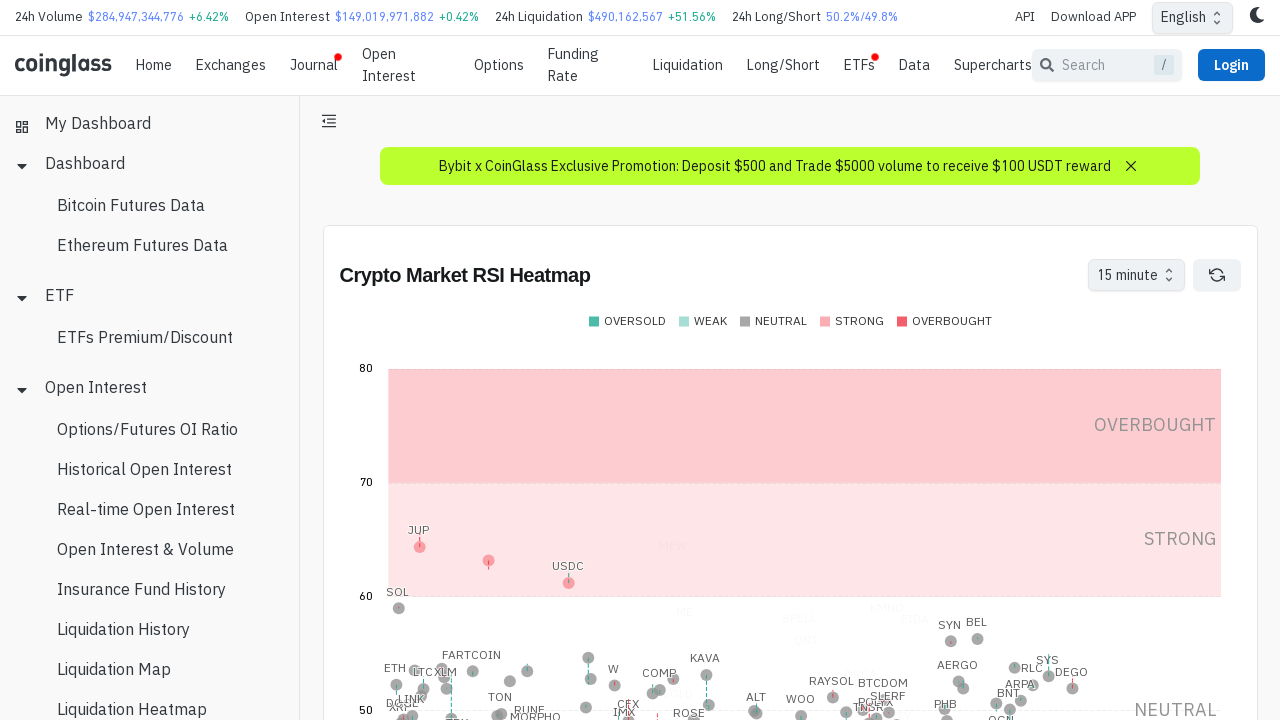 24h Volume $284,947,344,776 +6.42% Open Interest $149,019,971,882 +0.42% 24h Liquidation $490,162,567 +51.56% 24h Long/Short 50.2%/49.8% API Download APP English
coinglass Home Exchanges Journal Open Interest Options Funding Rate Liquidation Long/Short ETFs Data Supercharts Search / Login
My Dashboard
Dashboard
Bitcoin Futures Data
Ethereum Futures Data
ETF
ETFs Premium/Discount
Open Interest
Options/Futures OI Ratio
Historical Open Interest
Real-time Open Interest
Open Interest & Volume
Insurance Fund History
Liquidation History
Liquidation Map
Liquidation Heatmap
Bybit x CoinGlass Exclusive Promotion: Deposit $500 and Trade $5000 volume to receive $100 USDT reward
Crypto Market RSI Heatmap
15 minute
OVERSOLD WEAK NEUTRAL STRONG OVERBOUGHT
80
OVERBOUGHT
70
JUP
STRONG
USDC
60
SOL
SYN BEL
FARTCOIN KAVA SYS
ETH LTC XLM W COMP AERGO RLC DEGO
RAYSOL BTCDOM ARPA
LINK TON ALT WOO SLERF BNT
CFX PHB
RUNE IMX ROSE
50
MORPHO
NEUTRAL